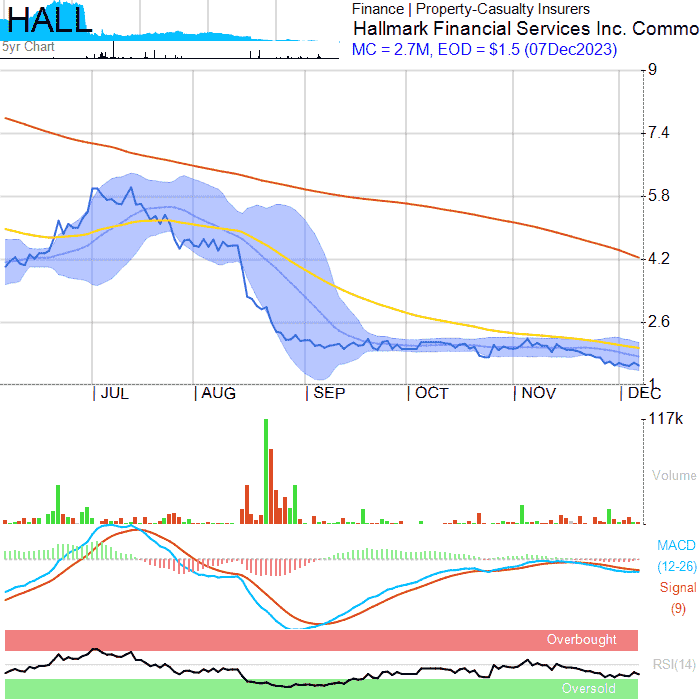 HALL
5yr Chart
Finance | Property-Casualty Insurers
Hallmark Financial Services Inc. Commo
MC = 2.7M, EOD = $1.5 (07Dec2023)
9
7.4
5.8
4.2
2.6
1
JUL AUG SEP OCT NOV DEC
117k
Volume
MACD
(12-26)
Signal
(9)
Overbought
RSI(14)
Oversold